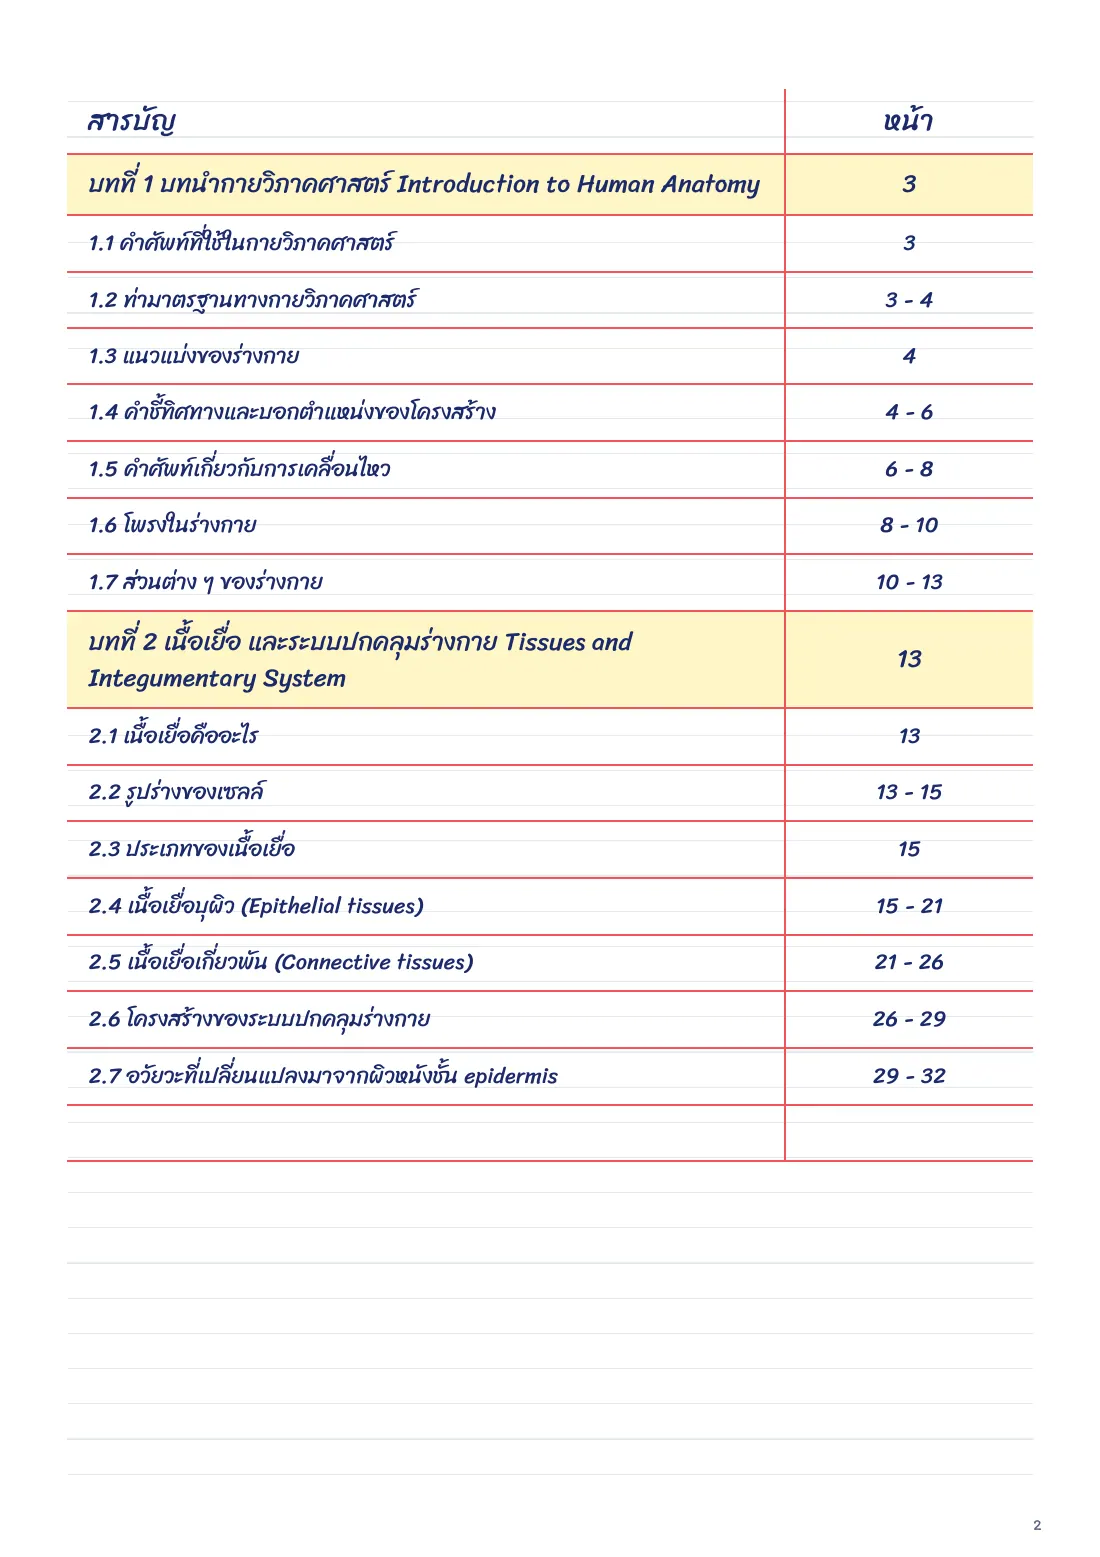 สารบัญ หน้า
บทที่ 1 บทนำกายวิภาคศาสตร์ Introduction to Human Anatomy 3
1.1 คำศัพท์ที่ใช้ในกายวิภาคศาสตร์ 3
1.2 ท่ามาตรฐานทางกายวิภาคศาสตร์ 3 - 4
1.3 แนวแบ่งของร่างกาย 4
1.4 คำชี้ทิศทางและบอกตำแหน่งของโครงสร้าง 4 - 6
1.5 คำศัพท์เกี่ยวกับการเคลื่อนไหว 6 - 8
1.6 โพรงในร่างกาย 8 - 10
1.7 ส่วนต่าง ๆ ของร่างกาย 10 - 13
บทที่ 2 เนื้อเยื่อ และระบบปกคลุมร่างกาย Tissues and
Integumentary System 13
2.1 เนื้อเยื่อคืออะไร 13
2.2 รูปร่างของเซลล์ 13 - 15
2.3 ประเภทของเนื้อเยื่อ 15
2.4 เนื้อเยื่อบุผิว (Epithelial tissues) 15 - 21
2.5 เนื้อเยื่อเกี่ยวพัน (Connective tissues) 21 - 26
2.6 โครงสร้างของระบบปกคลุมร่างกาย 26 - 29
2.7 อวัยวะที่เปลี่ยนแปลงมาจากผิวหนังชั้น epidermis 29 - 32
2